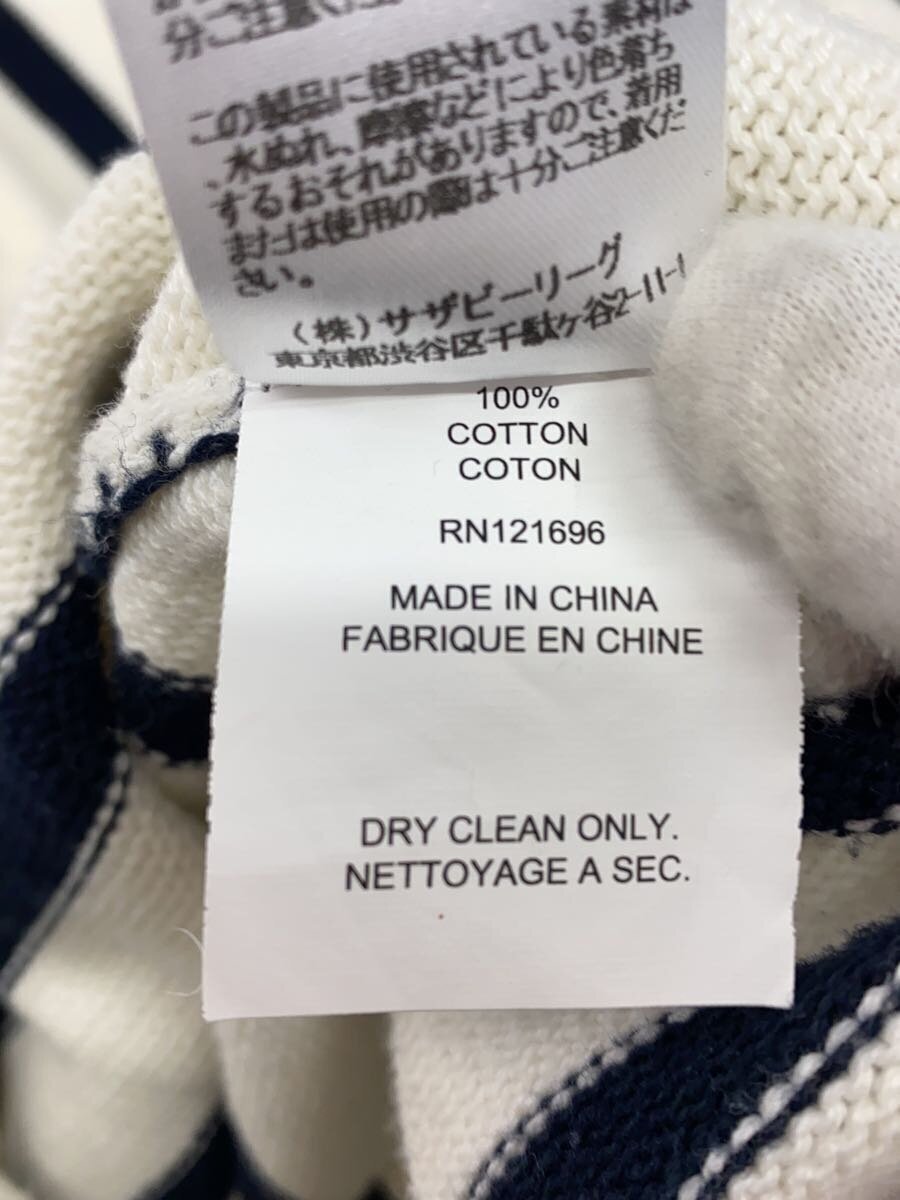 分ご注意ください。
この製品に使用されている素材は
、水ぬれ、摩擦などにより色落ち
するおそれがありますので、着用
または使用の際は十分ご注意くだ
さい。
(株)サザビーリーグ
東京都渋谷区千駄ヶ谷2-11-1
100%
COTTON
COTON
RN121696
MADE IN CHINA
FABRIQUE EN CHINE
DRY CLEAN ONLY.
NETTOYAGE A SEC.